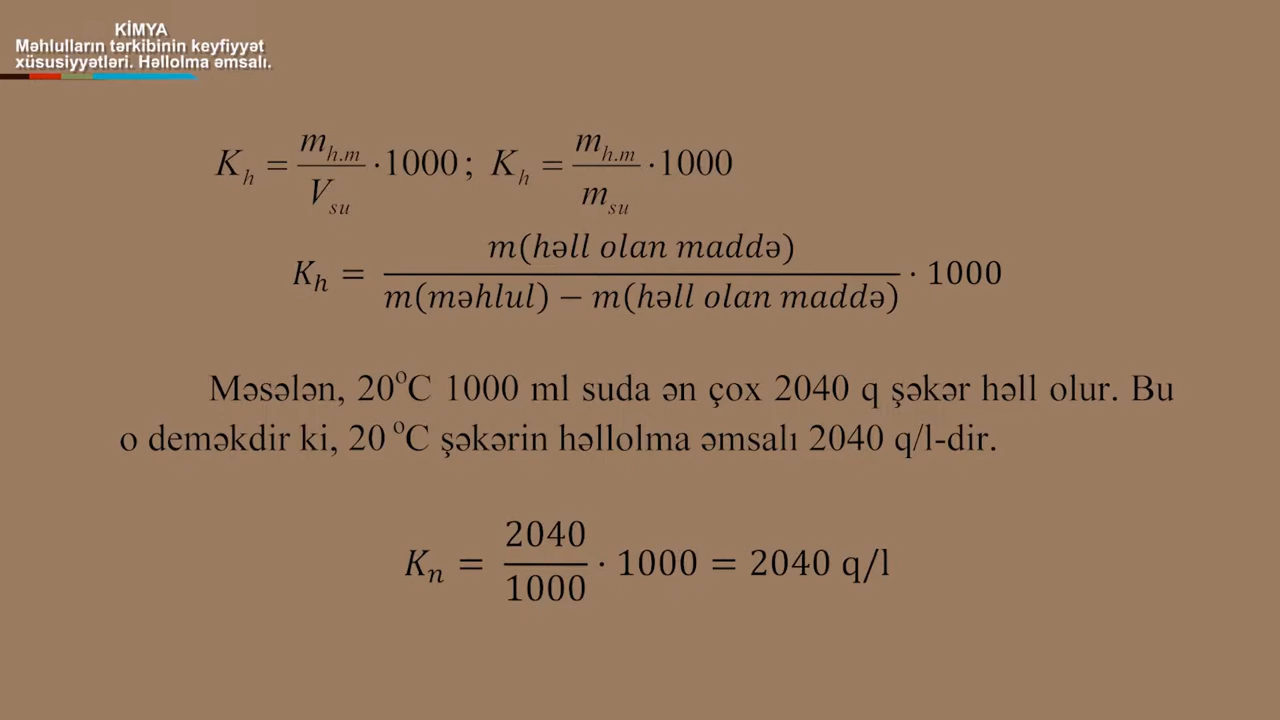 KİMYA
Məhlulların tərkibinin keyfiyyət
xüsusiyyətləri. Həllolma əmsalı.
K_h = m_h.m / V_su · 1000 ; K_h = m_h.m / m_su · 1000
K_h = m(həll olan maddə) / m(məhlul) − m(həll olan maddə) · 1000
Məsələn, 20°C 1000 ml suda ən çox 2040 q şəkər həll olur. Bu
o deməkdir ki, 20 °C şəkərin həllolma əmsalı 2040 q/l-dir.
K_n = 2040 / 1000 · 1000 = 2040 q/l